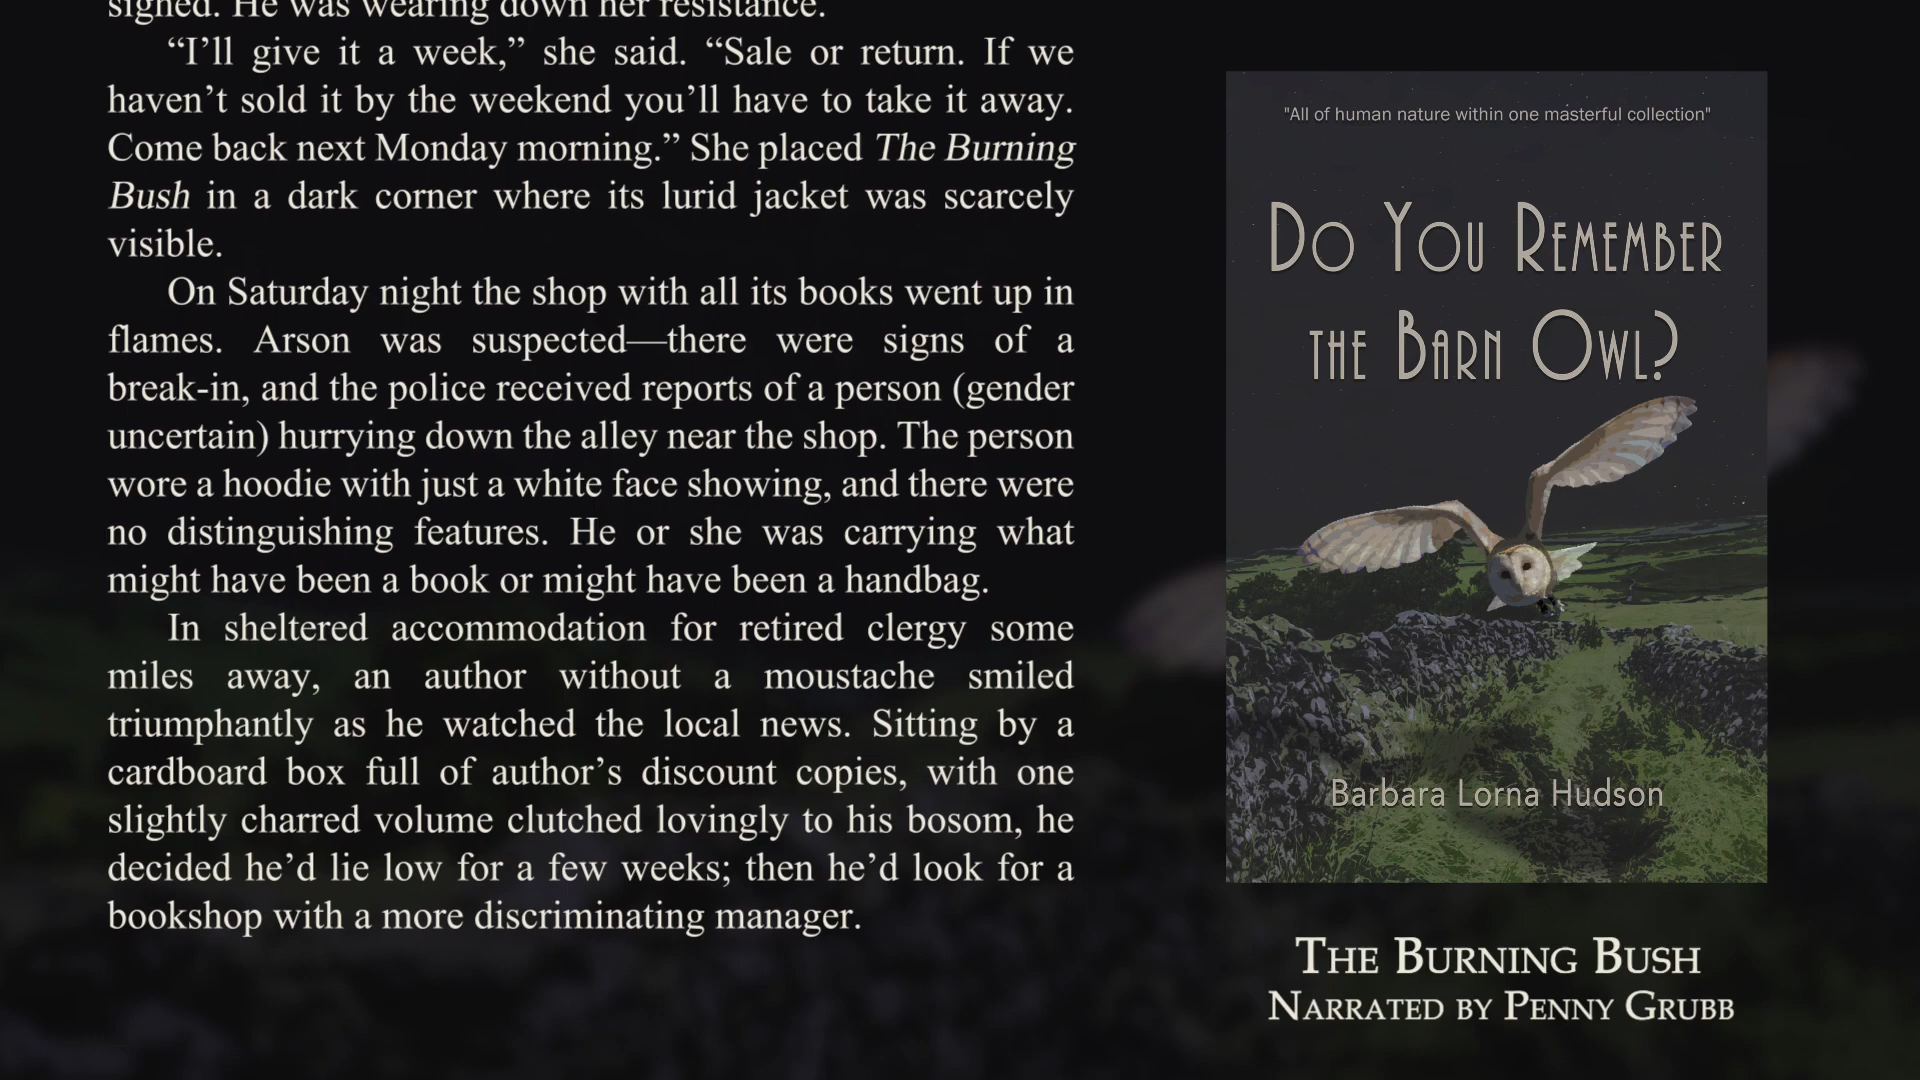 signed. He was wearing down her resistance.
“I’ll give it a week,” she said. “Sale or return. If we
haven’t sold it by the weekend you’ll have to take it away.
Come back next Monday morning.” She placed The Burning
Bush in a dark corner where its lurid jacket was scarcely
visible.
On Saturday night the shop with all its books went up in
flames. Arson was suspected—there were signs of a
break-in, and the police received reports of a person (gender
uncertain) hurrying down the alley near the shop. The person
wore a hoodie with just a white face showing, and there were
no distinguishing features. He or she was carrying what
might have been a book or might have been a handbag.
In sheltered accommodation for retired clergy some
miles away, an author without a moustache smiled
triumphantly as he watched the local news. Sitting by a
cardboard box full of author’s discount copies, with one
slightly charred volume clutched lovingly to his bosom, he
decided he’d lie low for a few weeks; then he’d look for a
bookshop with a more discriminating manager.
"All of human nature within one masterful collection"
Do You Remember
the Barn Owl?
Barbara Lorna Hudson
The Burning Bush
Narrated by Penny Grubb